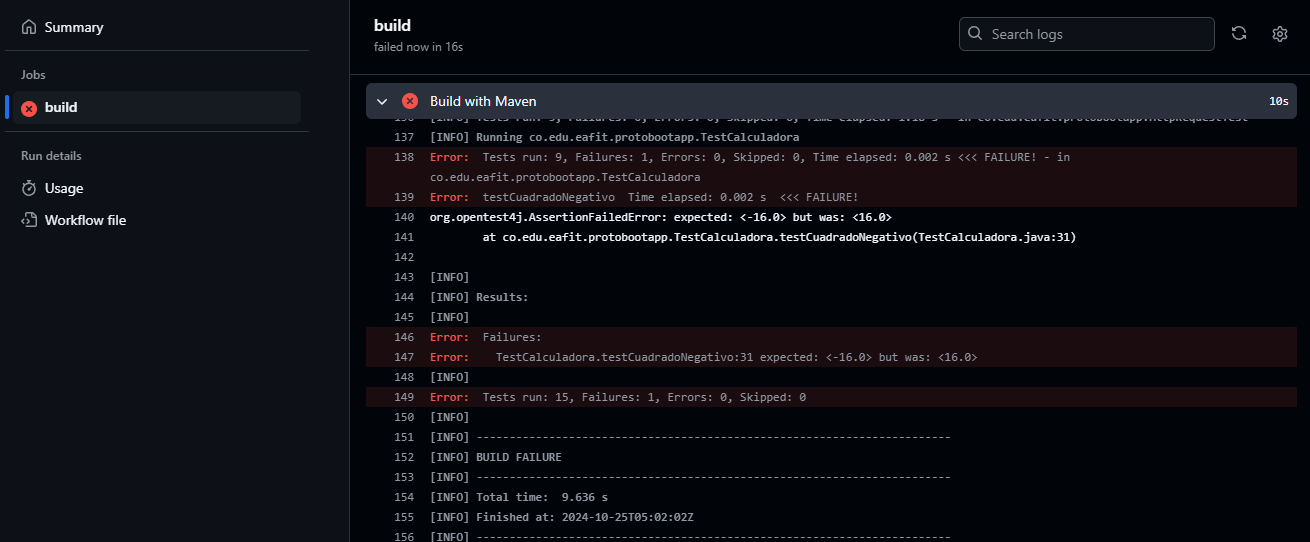 Summary
Jobs
build
Run details
Usage
Workflow file
build
failed now in 16s
Search logs
Build with Maven
10s
137 [INFO] Running co.edu.eafit.protobootapp.TestCalculadora
138 Error:  Tests run: 9, Failures: 1, Errors: 0, Skipped: 0, Time elapsed: 0.002 s <<< FAILURE! - in
co.edu.eafit.protobootapp.TestCalculadora
139 Error:  testCuadradoNegativo  Time elapsed: 0.002 s  <<< FAILURE!
140 org.opentest4j.AssertionFailedError: expected: <-16.0> but was: <16.0>
141 at co.edu.eafit.protobootapp.TestCalculadora.testCuadradoNegativo(TestCalculadora.java:31)
142
143 [INFO]
144 [INFO] Results:
145 [INFO]
146 Error:  Failures:
147 Error:    TestCalculadora.testCuadradoNegativo:31 expected: <-16.0> but was: <16.0>
148 [INFO]
149 Error:  Tests run: 15, Failures: 1, Errors: 0, Skipped: 0
150 [INFO]
151 [INFO] ------------------------------------------------------------------------
152 [INFO] BUILD FAILURE
153 [INFO] ------------------------------------------------------------------------
154 [INFO] Total time:  9.636 s
155 [INFO] Finished at: 2024-10-25T05:02:02Z
156 [INFO] ------------------------------------------------------------------------